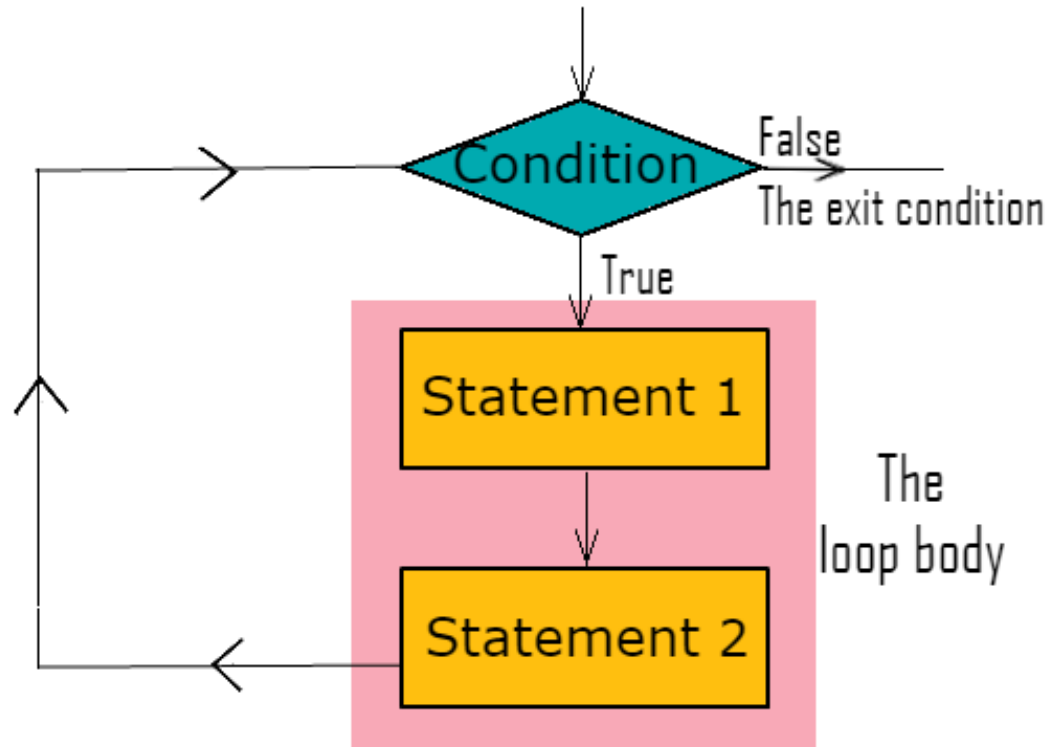 Condition
False
The exit condition
True
Statement 1
The
loop body
Statement 2